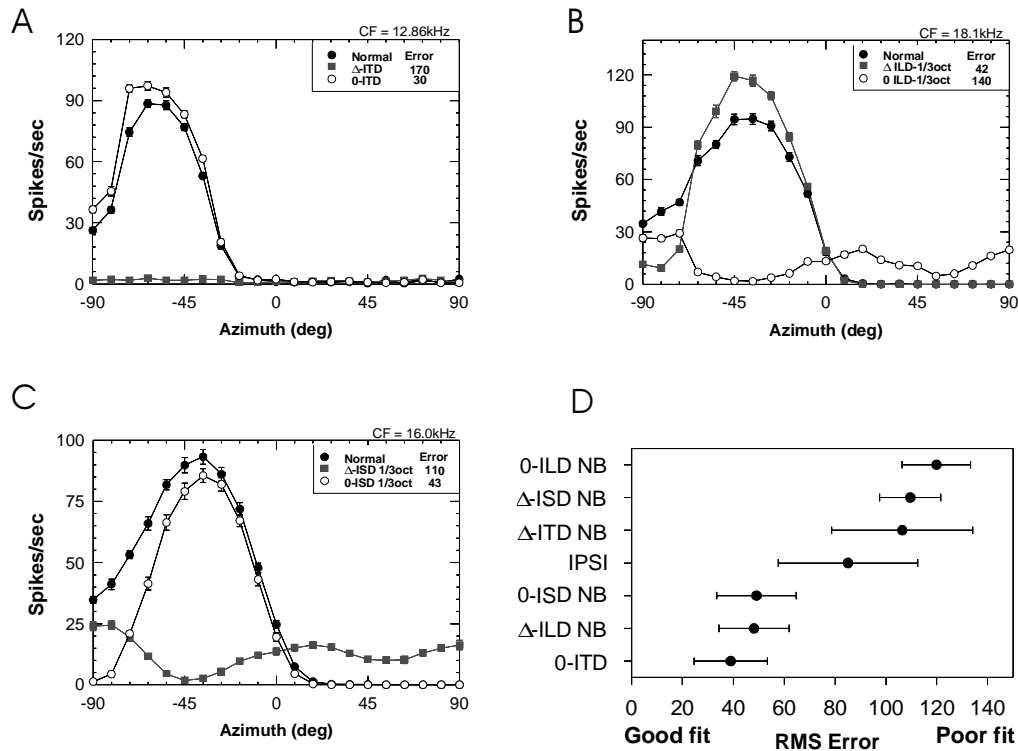 A
CF = 12.86kHz
Normal Error
Δ-ITD 170
0-ITD 30
120
90
60
30
0
Spikes/sec
-90 -45 0 45 90
Azimuth (deg)
B
CF = 18.1kHz
Normal Error
Δ ILD-1/3oct 42
0 ILD-1/3oct 140
120
90
60
30
0
Spikes/sec
-90 -45 0 45 90
Azimuth (deg)
C
CF = 16.0kHz
Normal Error
Δ-ISD 1/3oct 110
0-ISD 1/3oct 43
100
75
50
25
0
Spikes/sec
-90 -45 0 45 90
Azimuth (deg)
D
0-ILD NB
Δ-ISD NB
Δ-ITD NB
IPSI
0-ISD NB
Δ-ILD NB
0-ITD
0 20 40 60 80 100 120 140
Good fit RMS Error Poor fit